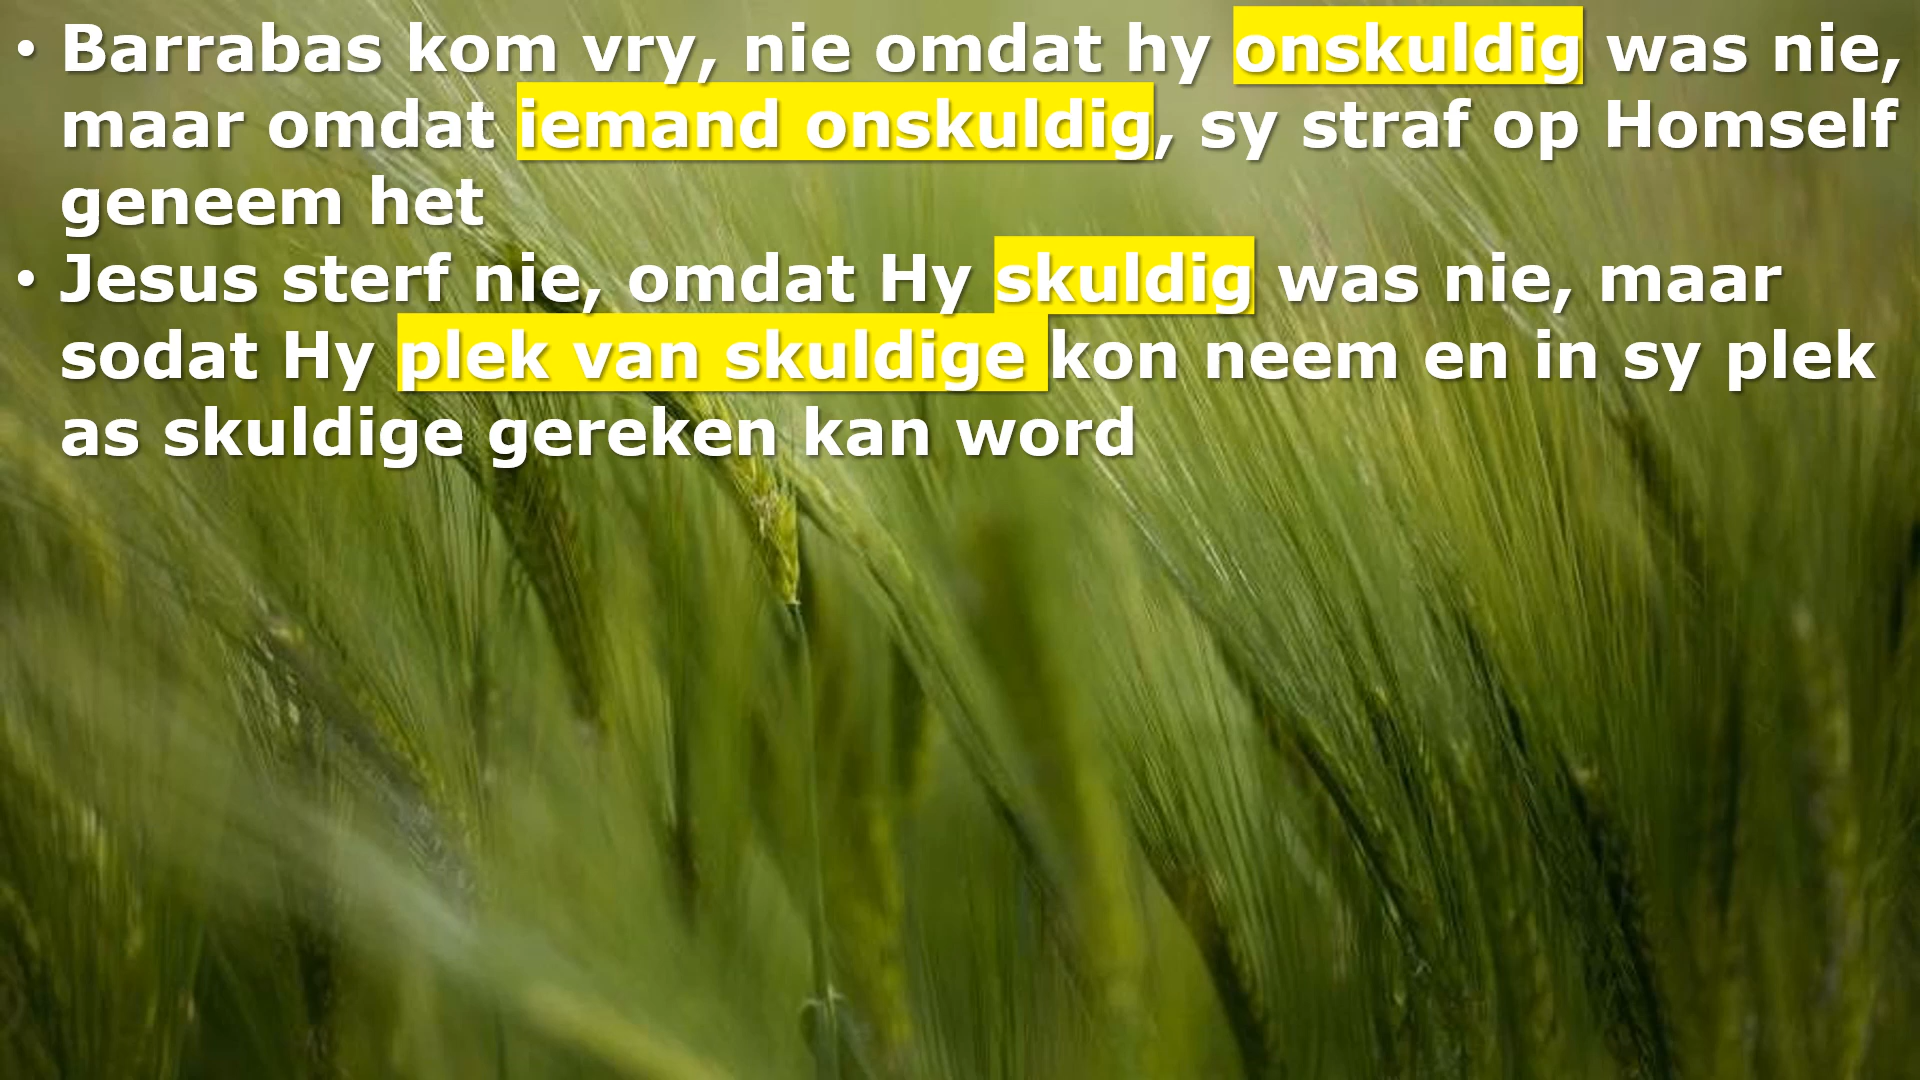 • Barrabas kom vry, nie omdat hy onskuldig was nie,
maar omdat iemand onskuldig, sy straf op Homself
geneem het
• Jesus sterf nie, omdat Hy skuldig was nie, maar
sodat Hy plek van skuldige kon neem en in sy plek
as skuldige gereken kan word